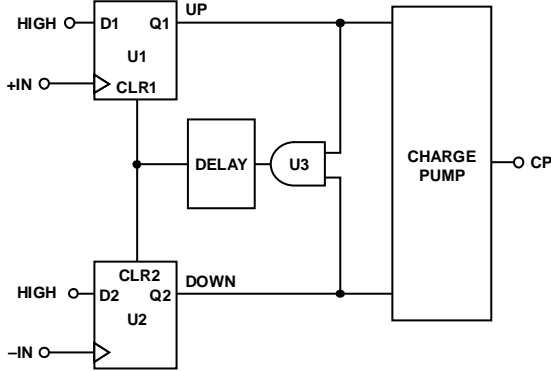 UP
HIGH D1 Q1
U1
+IN
CLR1
DELAY U3 CHARGE
PUMP
CP
CLR2
DOWN
HIGH D2 Q2
U2
–IN